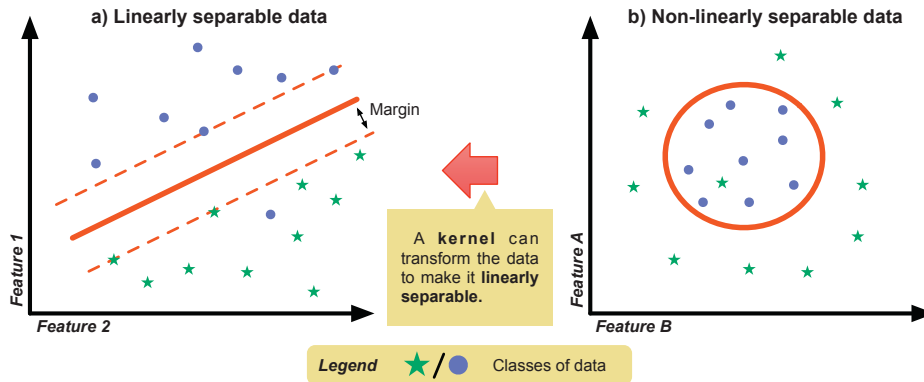 a) Linearly separable data
b) Non-linearly separable data
Margin
Feature 1
Feature 2
A kernel can
transform the data
to make it linearly
separable.
Feature A
Feature B
Legend / Classes of data